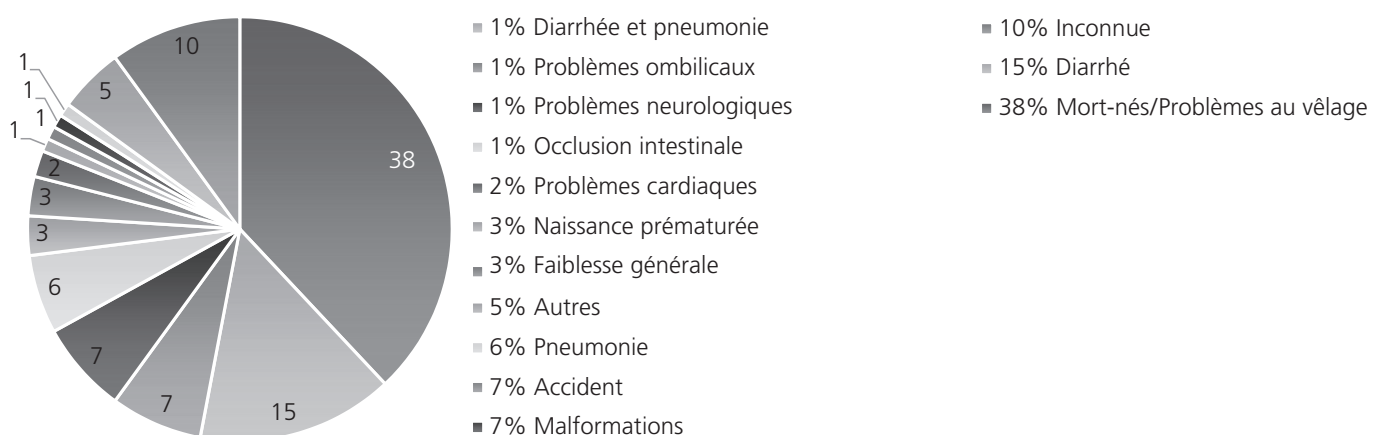 10
38
15
7
7
6
3
3
2
1
1
1
1
5
1% Diarrhée et pneumonie
1% Problèmes ombilicaux
1% Problèmes neurologiques
1% Occlusion intestinale
2% Problèmes cardiaques
3% Naissance prématurée
3% Faiblesse générale
5% Autres
6% Pneumonie
7% Accident
7% Malformations
10% Inconnue
15% Diarrhé
38% Mort-nés/Problèmes au vêlage